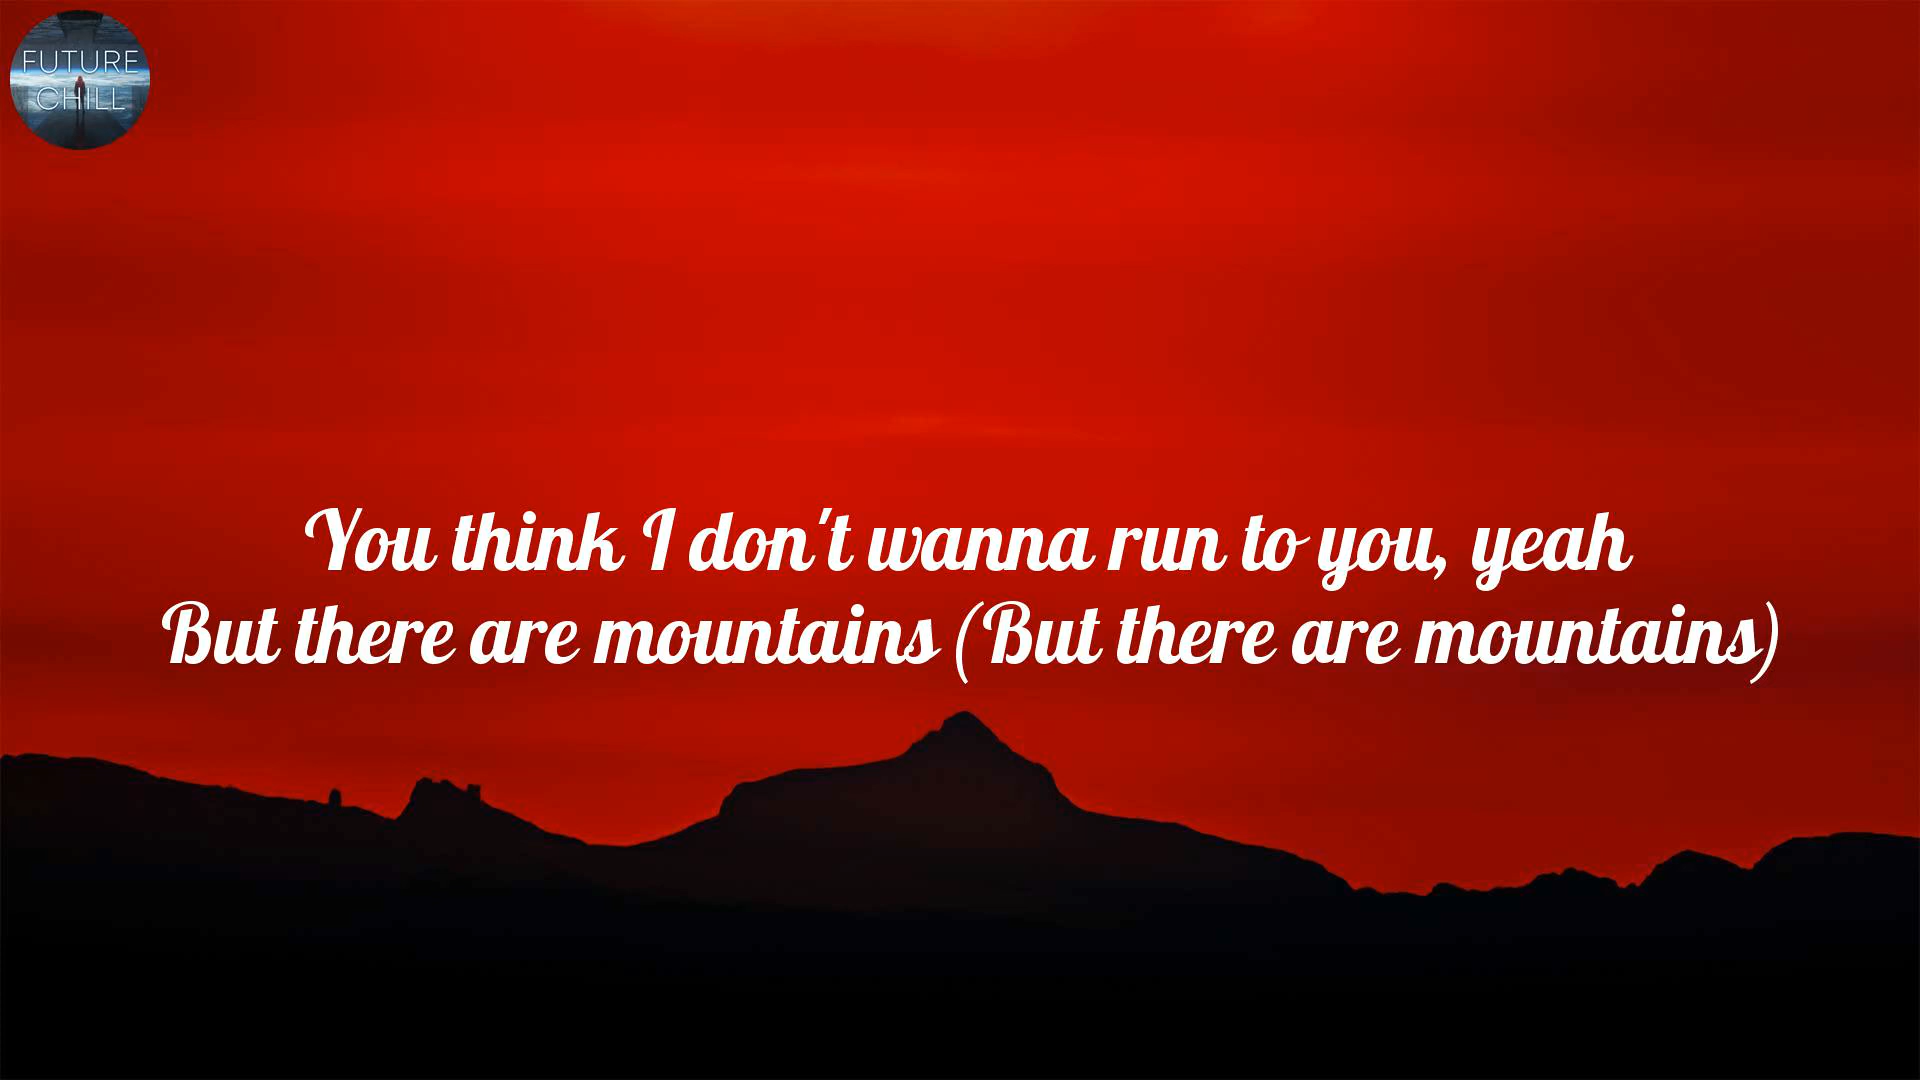 FUTURE
CHILL
You think I don't wanna run to you, yeah
But there are mountains (But there are mountains)